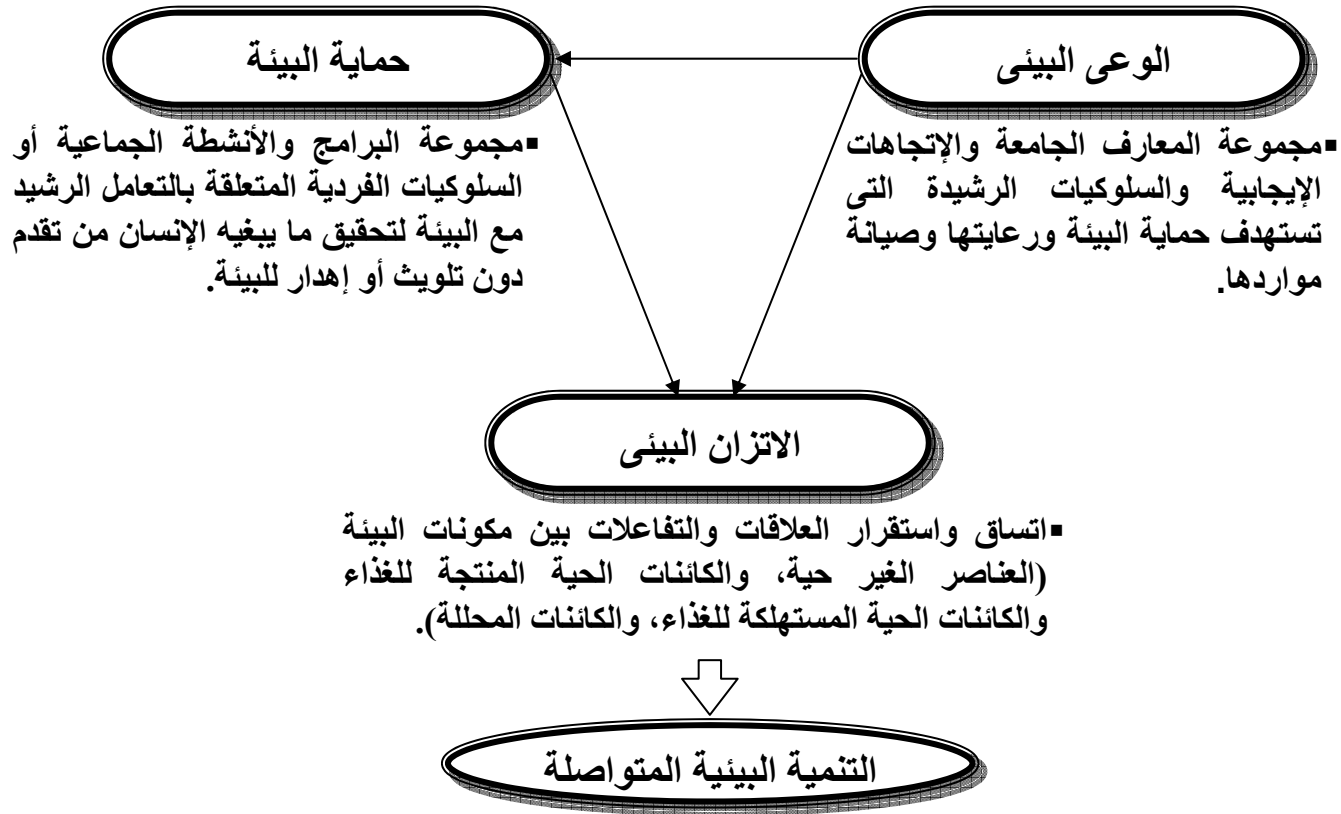 الوعى البيئى
حماية البيئة
▪مجموعة المعارف الجامعة والإتجاهات
الإيجابية والسلوكيات الرشيدة التى
تستهدف حماية البيئة ورعايتها وصيانة
مواردها.
▪مجموعة البرامج والأنشطة الجماعية أو
السلوكيات الفردية المتعلقة بالتعامل الرشيد
مع البيئة لتحقيق ما يبغيه الإنسان من تقدم
دون تلويث أو إهدار للبيئة.
الاتزان البيئى
▪اتساق واستقرار العلاقات والتفاعلات بين مكونات البيئة
(العناصر الغير حية، والكائنات الحية المنتجة للغذاء
والكائنات الحية المستهلكة للغذاء، والكائنات المحللة).
التنمية البيئية المتواصلة